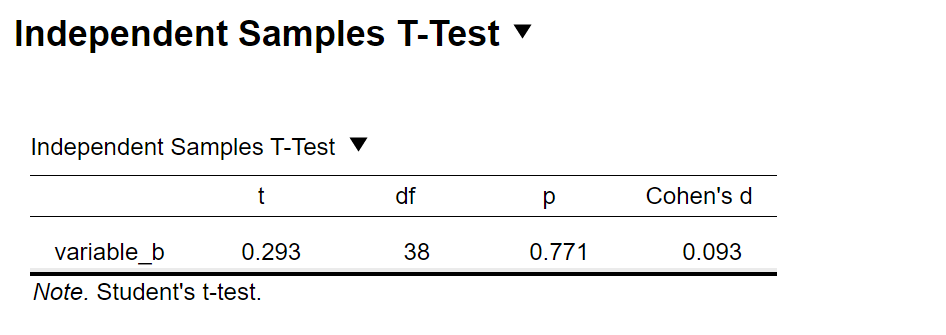 Independent Samples T-Test ▼
Independent Samples T-Test ▼
t df p Cohen's d
variable_b 0.293 38 0.771 0.093
Note. Student's t-test.